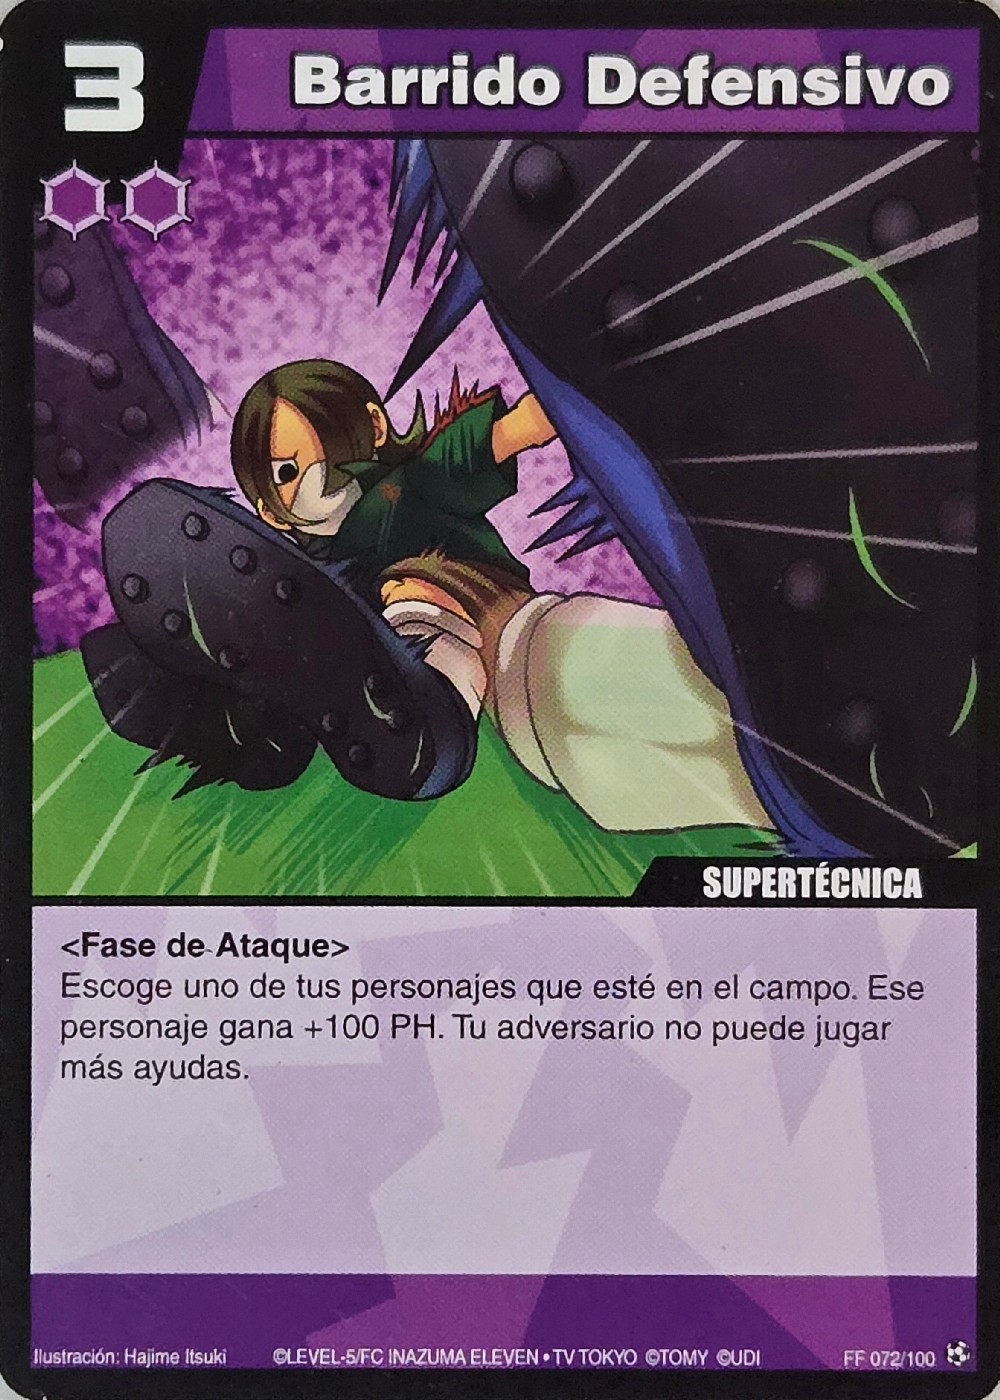 3
Barrido Defensivo
SUPERTÉCNICA
<Fase de Ataque>
Escoge uno de tus personajes que esté en el campo. Ese
personaje gana +100 PH. Tu adversario no puede jugar
más ayudas.
Ilustración: Hajime Itsuki ©LEVEL-5/FC INAZUMA ELEVEN • TV TOKYO ©TOMY ©UDI FF 072/100